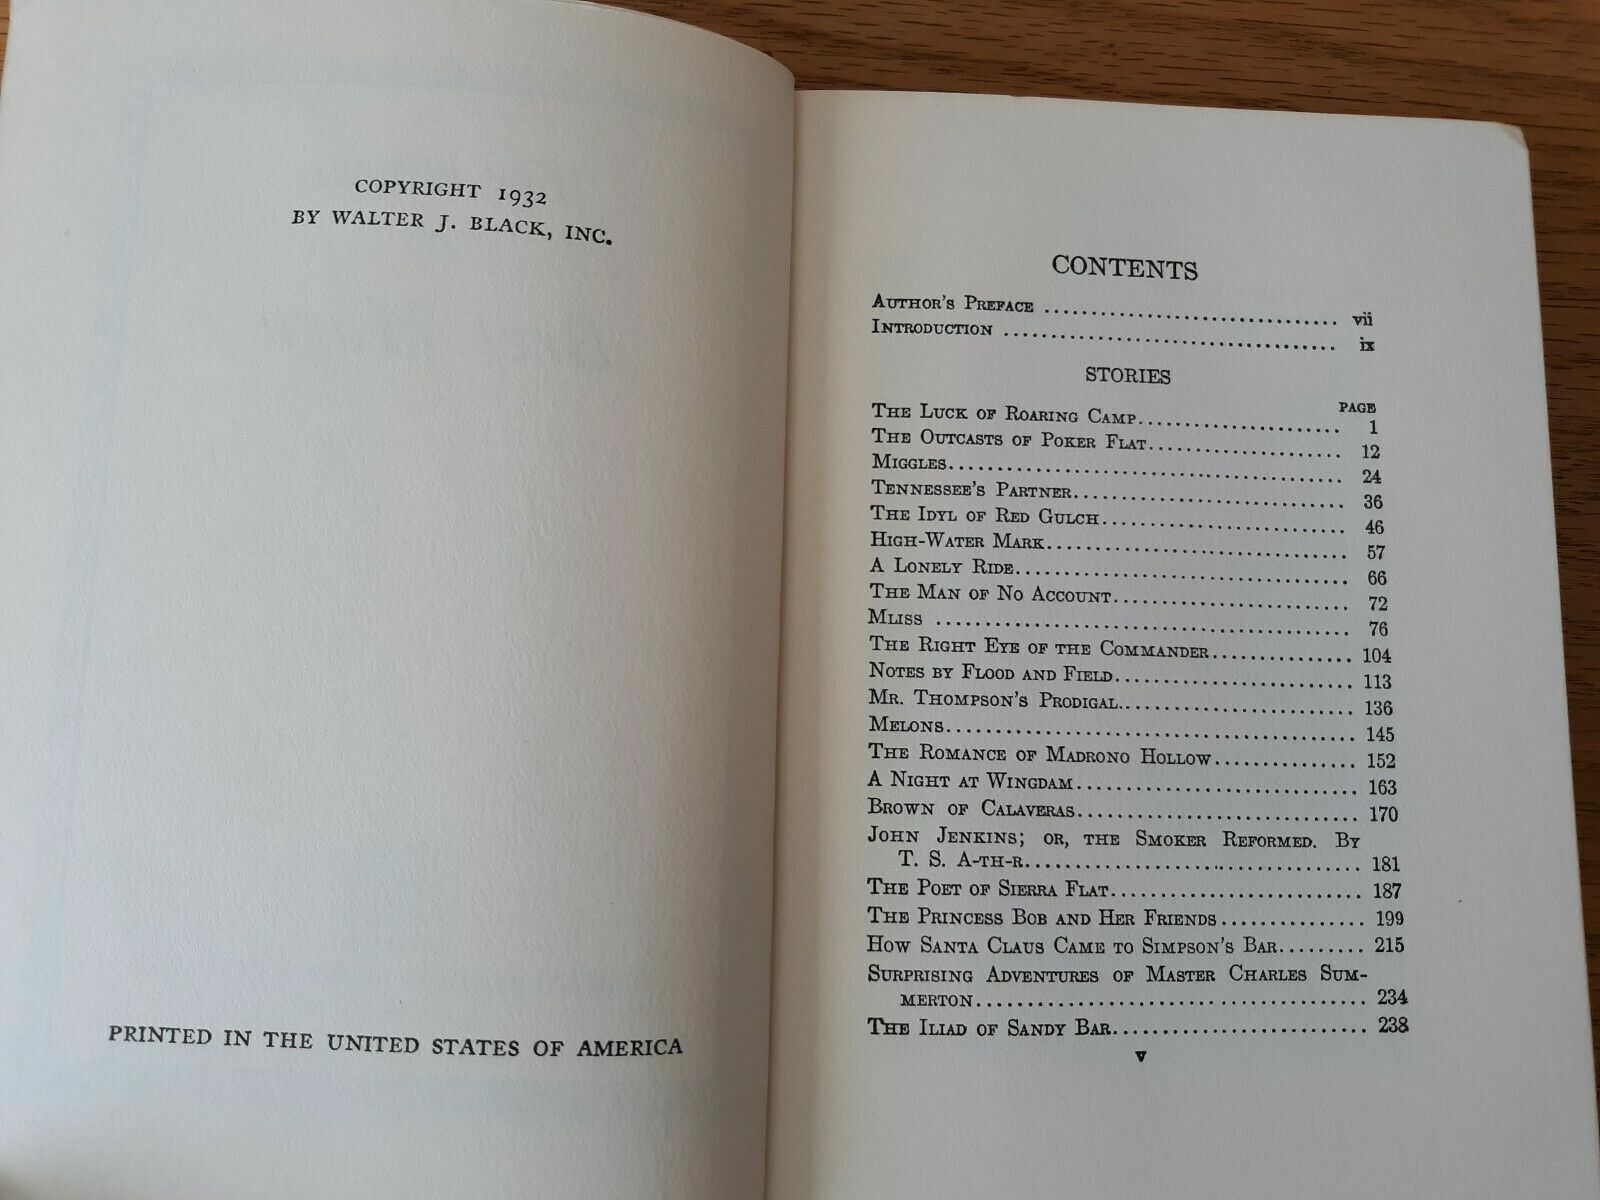 COPYRIGHT 1932
BY WALTER J. BLACK, INC.
PRINTED IN THE UNITED STATES OF AMERICA
CONTENTS
AUTHOR'S PREFACE ................................ vii
INTRODUCTION .................................... ix
STORIES
PAGE
THE LUCK OF ROARING CAMP...................... 1
THE OUTCASTS OF POKER FLAT..................... 12
MIGGLES......................................... 24
TENNESSEE'S PARTNER............................. 36
THE IDYL OF RED GULCH.......................... 46
HIGH-WATER MARK................................ 57
A LONELY RIDE................................... 66
THE MAN OF NO ACCOUNT......................... 72
MLISS ........................................... 76
THE RIGHT EYE OF THE COMMANDER............... 104
NOTES BY FLOOD AND FIELD......................... 113
MR. THOMPSON'S PRODIGAL......................... 136
MELONS.......................................... 145
THE ROMANCE OF MADRONO HOLLOW............... 152
A NIGHT AT WINGDAM.............................. 163
BROWN OF CALAVERAS.............................. 170
JOHN JENKINS; OR, THE SMOKER REFORMED. BY
T. S. A-TH-R..................................... 181
THE POET OF SIERRA FLAT.......................... 187
THE PRINCESS BOB AND HER FRIENDS............... 199
HOW SANTA CLAUS CAME TO SIMPSON'S BAR......... 215
SURPRISING ADVENTURES OF MASTER CHARLES SUM-
MERTON.......................................... 234
THE ILIAD OF SANDY BAR........................... 238
v